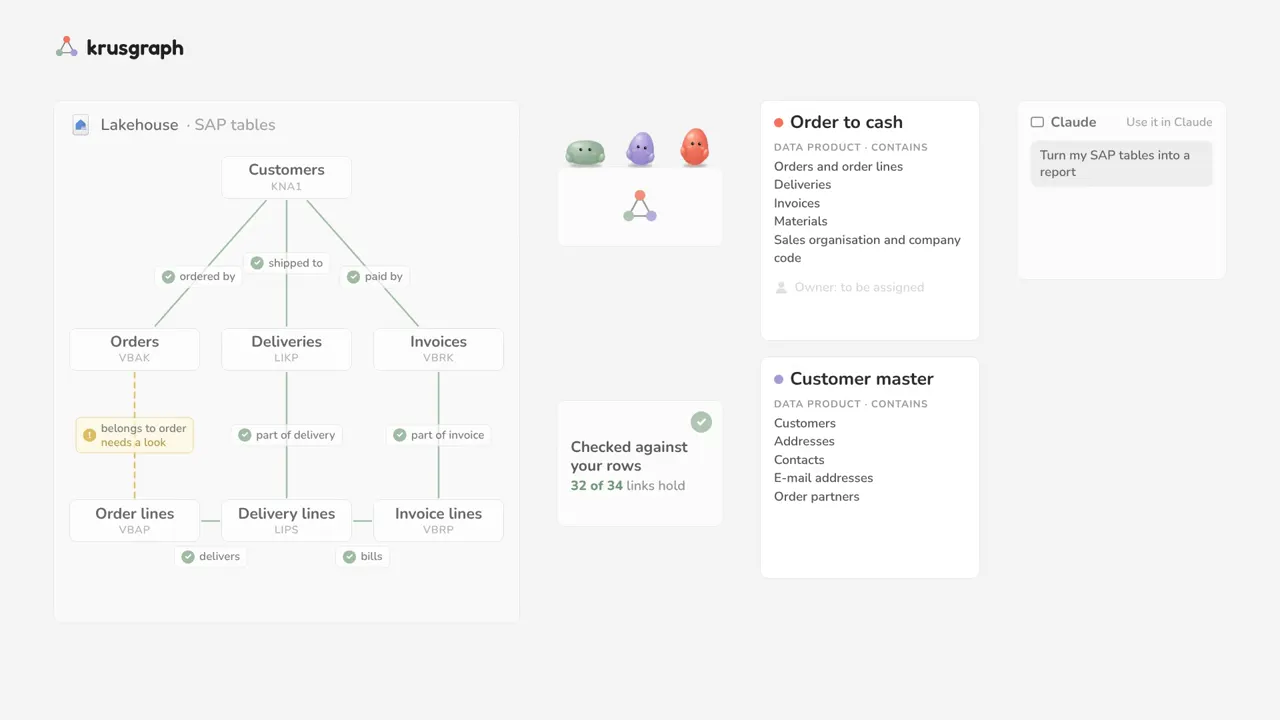 krusgraph
Lakehouse · SAP tables
Customers
KNA1
ordered by
shipped to
paid by
Orders
VBAK
Deliveries
LIKP
Invoices
VBRK
belongs to order
needs a look
part of delivery
part of invoice
Order lines
VBAP
Delivery lines
LIPS
Invoice lines
VBRP
delivers
bills
Checked against
your rows
32 of 34 links hold
Order to cash
DATA PRODUCT · CONTAINS
Orders and order lines
Deliveries
Invoices
Materials
Sales organisation and company
code
Owner: to be assigned
Customer master
DATA PRODUCT · CONTAINS
Customers
Addresses
Contacts
E-mail addresses
Order partners
Claude
Use it in Claude
Turn my SAP tables into a
report